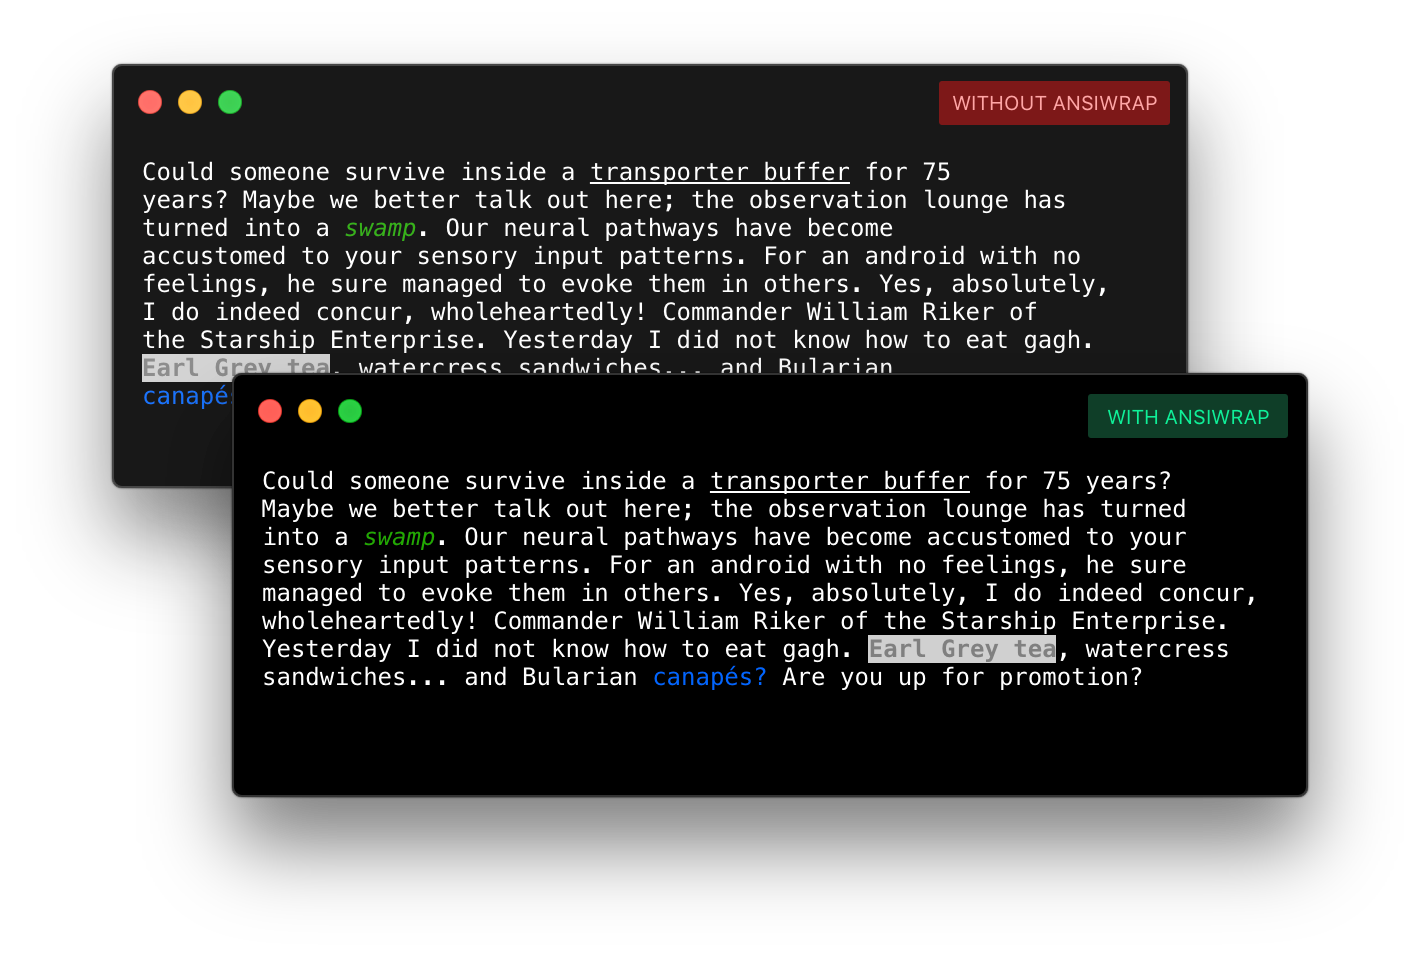 WITHOUT ANSIWRAP
Could someone survive inside a transporter buffer for 75
years? Maybe we better talk out here; the observation lounge has
turned into a swamp. Our neural pathways have become
accustomed to your sensory input patterns. For an android with no
feelings, he sure managed to evoke them in others. Yes, absolutely,
I do indeed concur, wholeheartedly! Commander William Riker of
the Starship Enterprise. Yesterday I did not know how to eat gagh.
Earl Grey tea, watercress sandwiches... and Bularian
canapés
WITH ANSIWRAP
Could someone survive inside a transporter buffer for 75 years?
Maybe we better talk out here; the observation lounge has turned
into a swamp. Our neural pathways have become accustomed to your
sensory input patterns. For an android with no feelings, he sure
managed to evoke them in others. Yes, absolutely, I do indeed concur,
wholeheartedly! Commander William Riker of the Starship Enterprise.
Yesterday I did not know how to eat gagh. Earl Grey tea, watercress
sandwiches... and Bularian canapés? Are you up for promotion?